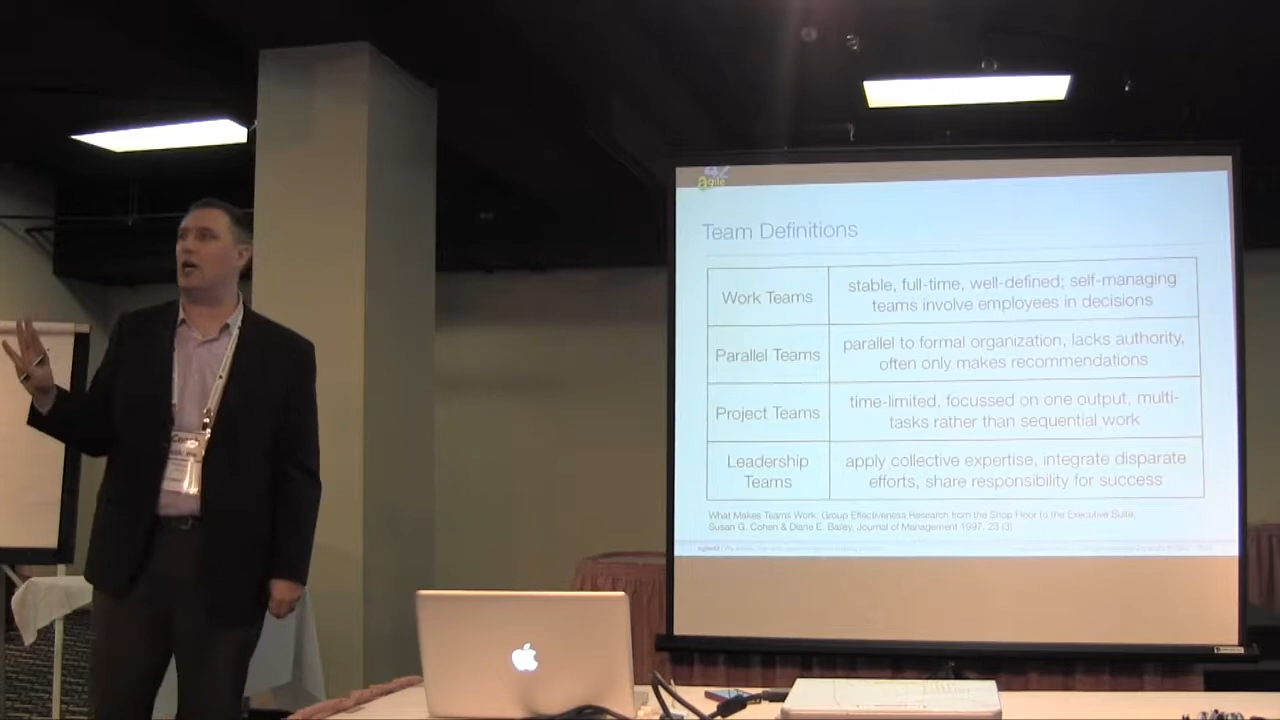 agile
42
Team Definitions
Work Teams
stable, full-time, well-defined; self-managing
teams involve employees in decisions
Parallel Teams
parallel to formal organization, lacks authority,
often only makes recommendations
Project Teams
time-limited, focussed on one output, multi-
tasks rather than sequential work
Leadership
Teams
apply collective expertise, integrate disparate
efforts, share responsibility for success
What Makes Teams Work: Group Effectiveness Research from the Shop Floor to the Executive Suite,
Susan G. Cohen & Diane E. Bailey, Journal of Management 1997, 23 (3)